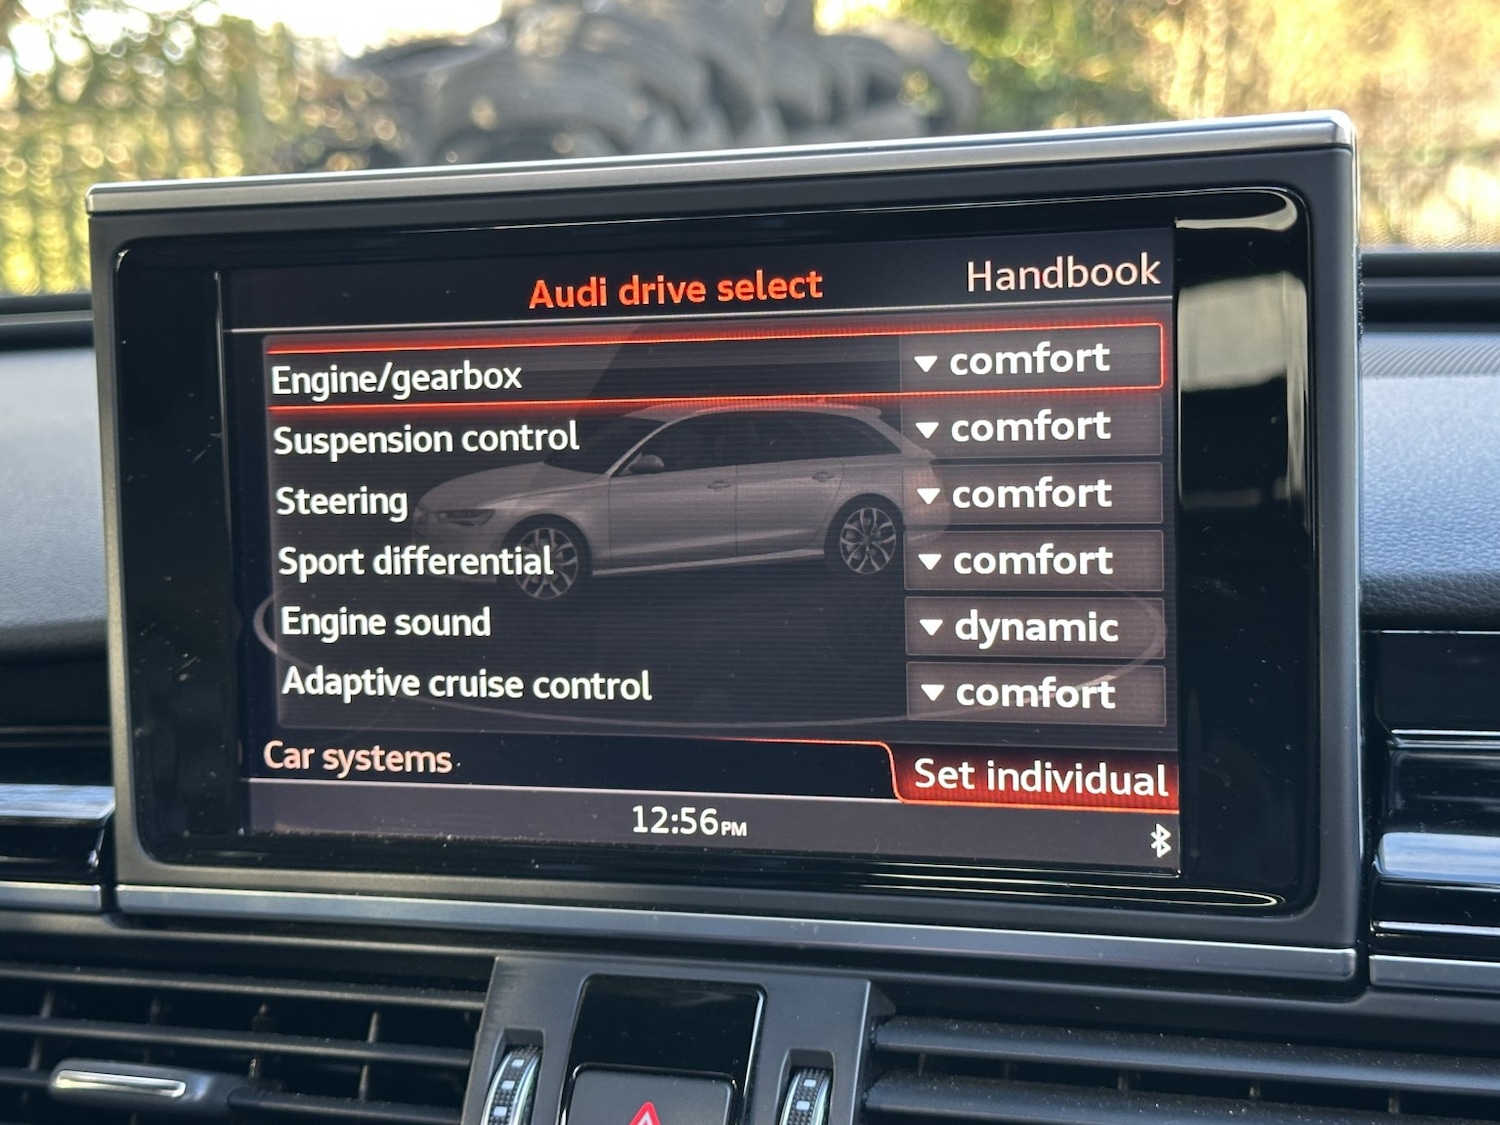 Audi drive select Handbook
Engine/gearbox ▼ comfort
Suspension control ▼ comfort
Steering ▼ comfort
Sport differential ▼ comfort
Engine sound ▼ dynamic
Adaptive cruise control ▼ comfort
Car systems Set individual
12:56PM